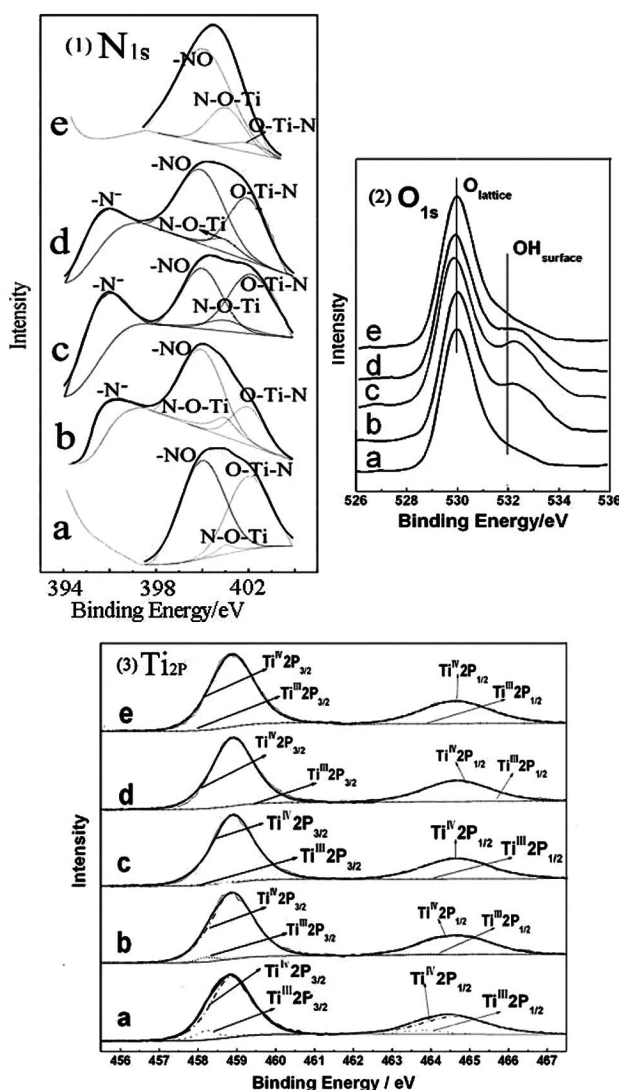 (1) N1s
-NO
N-O-Ti
O-Ti-N
e
-N⁻
-NO
O-Ti-N
N-O-Ti
d
-N⁻
-NO
O-Ti-N
N-O-Ti
c
-N⁻
-NO
O-Ti-N
N-O-Ti
b
-NO
O-Ti-N
N-O-Ti
a
Intensity
394 398 402
Binding Energy/eV
(2) O1s
Olattice
OHsurface
e
d
c
b
a
Intensity
526 528 530 532 534 536
Binding Energy/eV
(3) Ti2P
TiIV2P3/2 TiIV2P1/2
TiIII2P3/2 TiIII2P1/2
e
TiIV2P3/2 TiIV2P1/2
TiIII2P3/2 TiIII2P1/2
d
TiIV2P3/2 TiIV2P1/2
TiIII2P3/2 TiIII2P1/2
c
TiIV2P3/2 TiIV2P1/2 TiIII2P1/2
TiIII2P3/2
b
TiIV2P3/2 TiIV2P1/2
TiIII2P3/2 TiIII2P1/2
a
Intensity
456 457 458 459 460 461 462 463 464 465 466 467
Binding Energy / eV